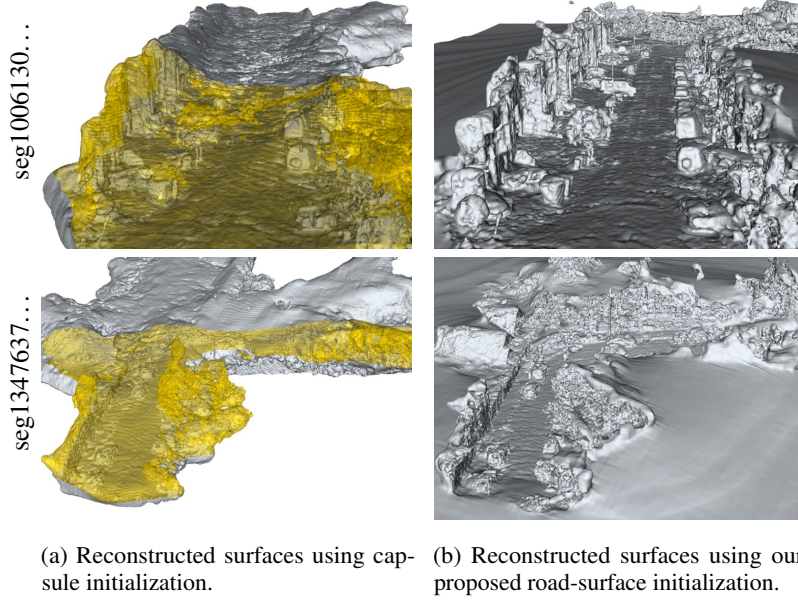 seg1006130...
seg1347637...
(a) Reconstructed surfaces using cap-
sule initialization.
(b) Reconstructed surfaces using our
proposed road-surface initialization.